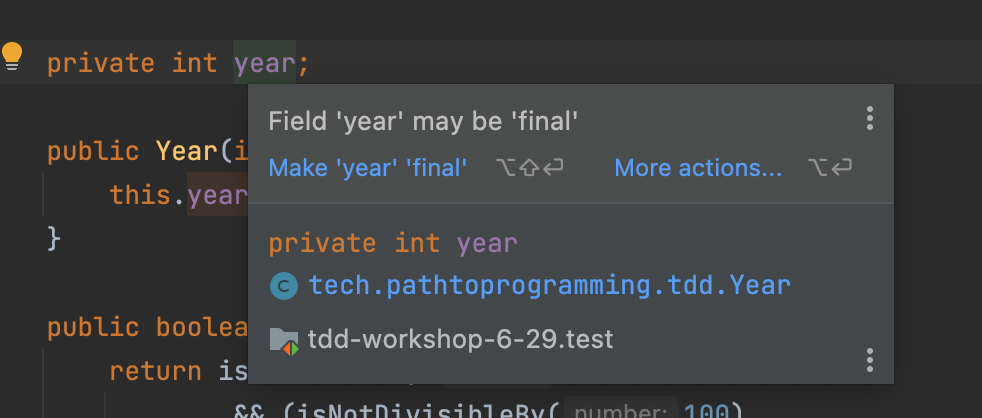 private int year;
Field 'year' may be 'final'
Make 'year' 'final' ⌥⇧⏎ More actions... ⌥⏎
public Year(i
this.year
private int year
}
C tech.pathtoprogramming.tdd.Year
public boolea
tdd-workshop-6-29.test
return is
&& (isNotDivisibleBy( number: 100)